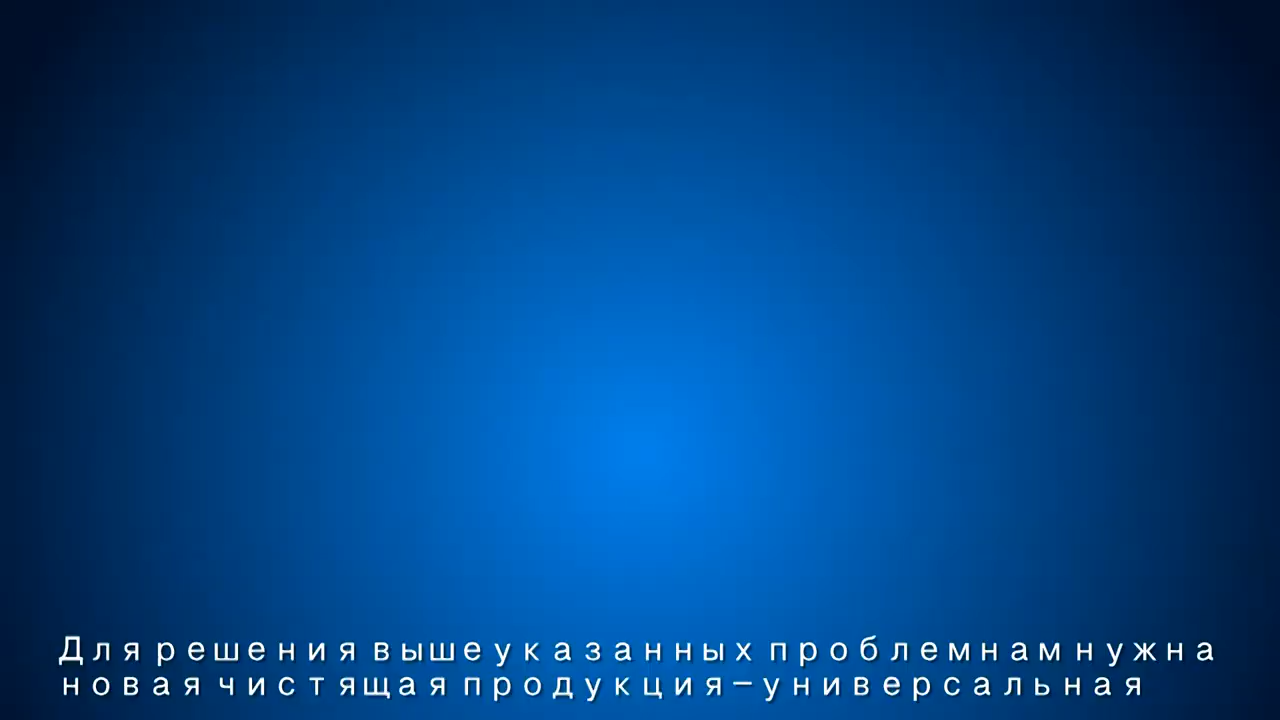 Для решения вышеуказанных проблем нам нужна
новая чистящая продукция–универсальная